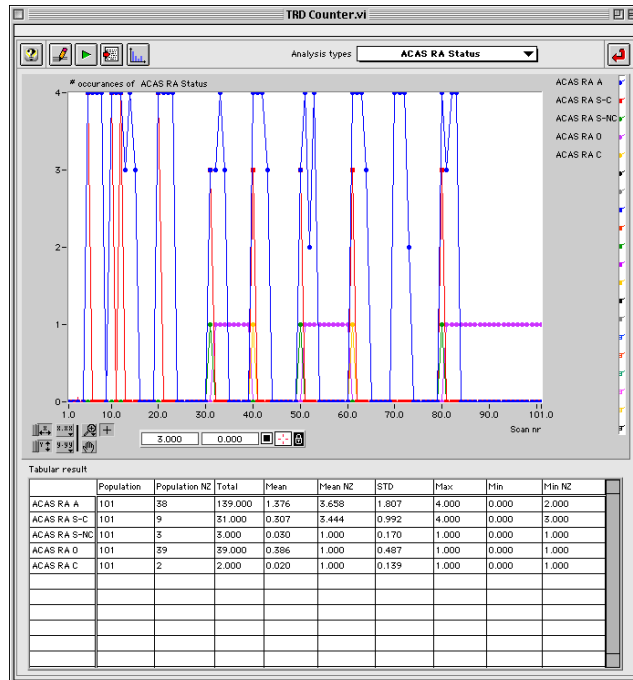 TRD Counter.vi
Analysis types ACAS RA Status
# occurances of ACAS RA Status
ACAS RA A
ACAS RA S-C
ACAS RA S-NC
ACAS RA O
ACAS RA C
4-
3-
2-
1-
0-
1.0 10.0 20.0 30.0 40.0 50.0 60.0 70.0 80.0 90.0 101.0
Scan nr
3.000 0.000
Tabular result
Population Population NZ Total Mean Mean NZ STD Max Min Min NZ
ACAS RA A 101 38 139.000 1.376 3.658 1.807 4.000 0.000 2.000
ACAS RA S-C 101 9 31.000 0.307 3.444 0.992 4.000 0.000 3.000
ACAS RA S-NC 101 3 3.000 0.030 1.000 0.170 1.000 0.000 1.000
ACAS RA O 101 39 39.000 0.386 1.000 0.487 1.000 0.000 1.000
ACAS RA C 101 2 2.000 0.020 1.000 0.139 1.000 0.000 1.000